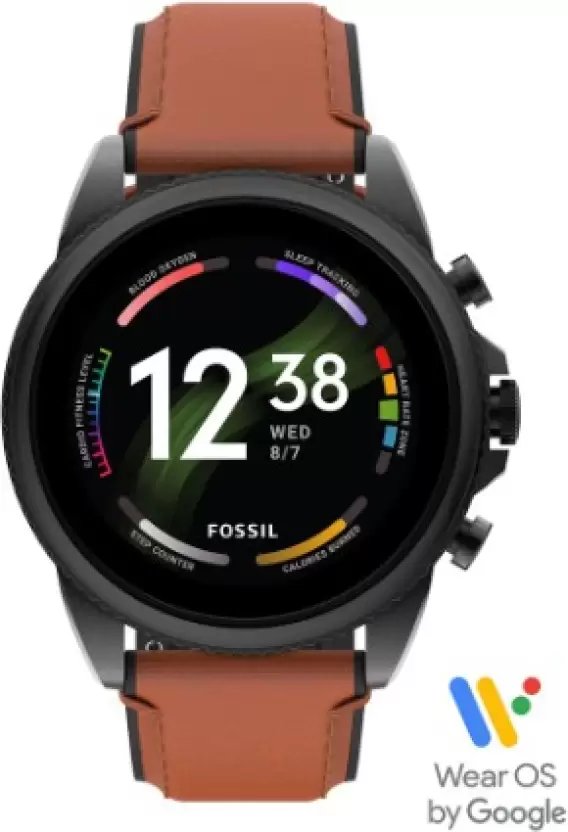 BLOOD OXYGEN
SLEEP TRACKING
CARDIO FITNESS LEVEL
12 38
WED
8/7
HEART RATE ZONE
FOSSIL
STEP COUNTER
CALORIES BURNED
Wear OS
by Google